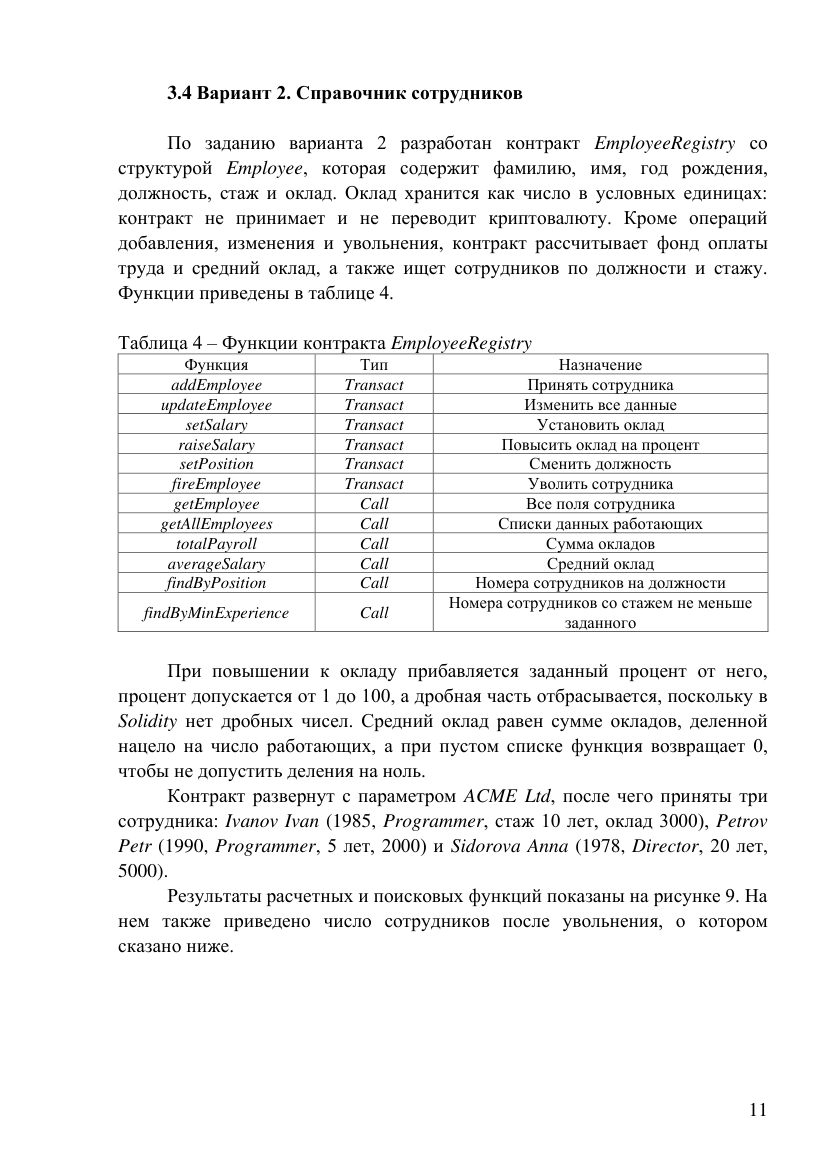 3.4 Вариант 2. Справочник сотрудников
По заданию варианта 2 разработан контракт EmployeeRegistry со
структурой Employee, которая содержит фамилию, имя, год рождения,
должность, стаж и оклад. Оклад хранится как число в условных единицах:
контракт не принимает и не переводит криптовалюту. Кроме операций
добавления, изменения и увольнения, контракт рассчитывает фонд оплаты
труда и средний оклад, а также ищет сотрудников по должности и стажу.
Функции приведены в таблице 4.
Таблица 4 – Функции контракта EmployeeRegistry
Функция Тип Назначение
addEmployee Transact Принять сотрудника
updateEmployee Transact Изменить все данные
setSalary Transact Установить оклад
raiseSalary Transact Повысить оклад на процент
setPosition Transact Сменить должность
fireEmployee Transact Уволить сотрудника
getEmployee Call Все поля сотрудника
getAllEmployees Call Списки данных работающих
totalPayroll Call Сумма окладов
averageSalary Call Средний оклад
findByPosition Call Номера сотрудников на должности
findByMinExperience Call Номера сотрудников со стажем не меньше
заданного
При повышении к окладу прибавляется заданный процент от него,
процент допускается от 1 до 100, а дробная часть отбрасывается, поскольку в
Solidity нет дробных чисел. Средний оклад равен сумме окладов, деленной
нацело на число работающих, а при пустом списке функция возвращает 0,
чтобы не допустить деления на ноль.
Контракт развернут с параметром ACME Ltd, после чего приняты три
сотрудника: Ivanov Ivan (1985, Programmer, стаж 10 лет, оклад 3000), Petrov
Petr (1990, Programmer, 5 лет, 2000) и Sidorova Anna (1978, Director, 20 лет,
5000).
Результаты расчетных и поисковых функций показаны на рисунке 9. На
нем также приведено число сотрудников после увольнения, о котором
сказано ниже.
11